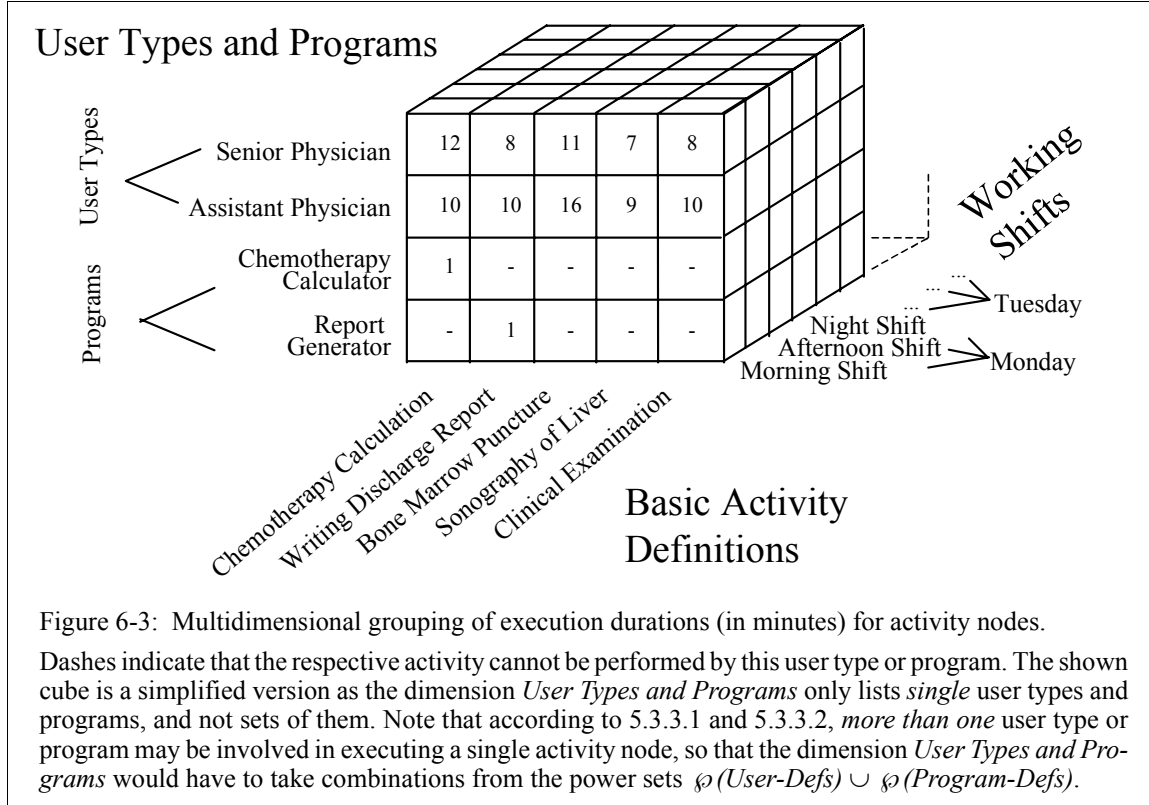 User Types and Programs
User Types
Programs
Senior Physician 12 8 11 7 8
Assistant Physician 10 10 16 9 10
Chemotherapy
Calculator 1 - - - -
Report
Generator - 1 - - -
Working
Shifts
... ...
Tuesday
Night Shift
Afternoon Shift
Morning Shift
Monday
Chemotherapy Calculation
Writing Discharge Report
Bone Marrow Puncture
Sonography of Liver
Clinical Examination
Basic Activity
Definitions
Figure 6-3: Multidimensional grouping of execution durations (in minutes) for activity nodes.
Dashes indicate that the respective activity cannot be performed by this user type or program. The shown
cube is a simplified version as the dimension User Types and Programs only lists single user types and
programs, and not sets of them. Note that according to 5.3.3.1 and 5.3.3.2, more than one user type or
program may be involved in executing a single activity node, so that the dimension User Types and Pro-
grams would have to take combinations from the power sets ℘(User-Defs) ∪ ℘(Program-Defs).